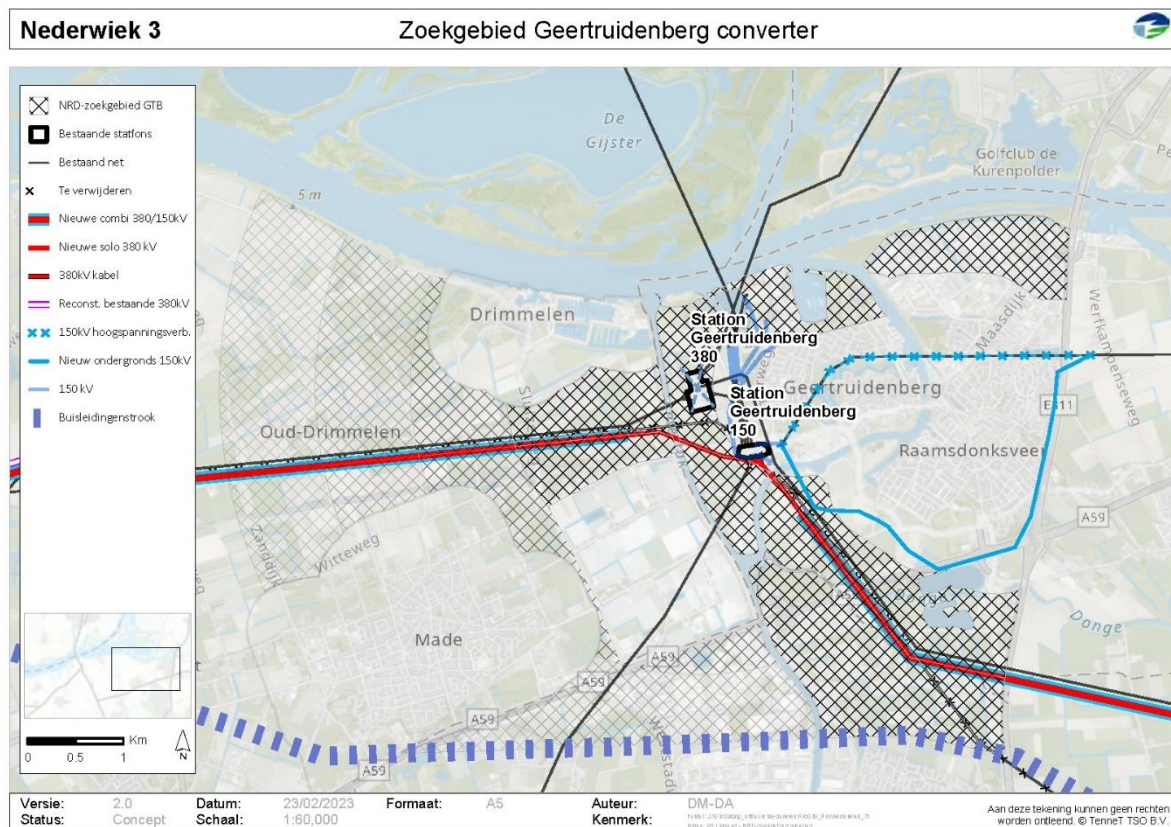 Nederwiek 3
Zoekgebied Geertruidenberg converter
NRD-zoekgebied GTB
Bestaande statfons
Bestaand net
Te verwijderen
Nieuwe combi 380/150kV
Nieuwe solo 380 kV
380kV kabel
Reconst. bestaande 380kV
150kV hoogspanningsverb.
Nieuw ondergronds 150kV
150 kV
Buisleidingenstrook
Km
0 0.5 1
N
De
Gijster
5 m
Golfclub de
Kurenpolder
Drimmelen
Station
Geertruidenberg
380
Maasdijk
Werfkampenseweg
Geertruidenberg
Station
Geertruidenberg
150
E311
Oud-Drimmelen
Raamsdonksveer
A59
Zanddijk
Witteweg
Donge
Made
A59
A59
A59
A59
Versie: 2.0
Status: Concept
Datum: 23/02/2023
Schaal: 1:60,000
Formaat: A5
Auteur: DM-DA
Kenmerk:
Aan deze tekening kunnen geen rechten
worden ontleend. © TenneT TSO B.V.